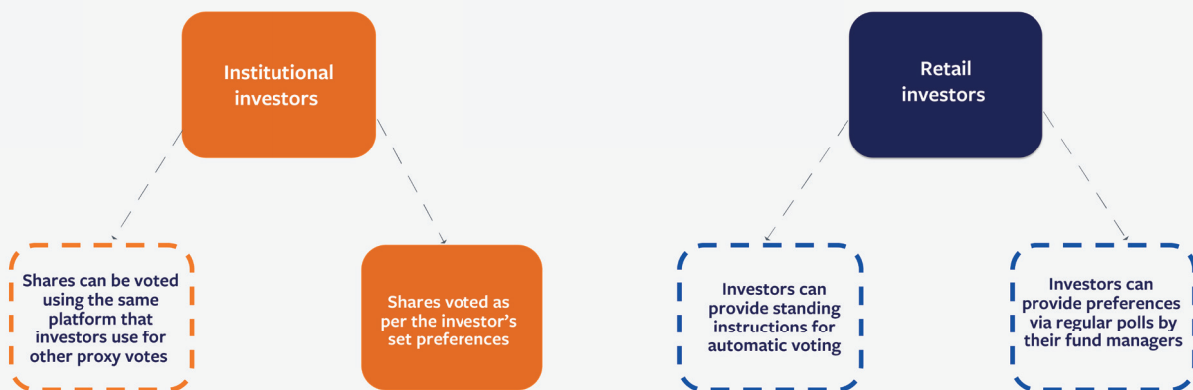 Institutional
investors
Retail
investors
Shares can be voted
using the same
platform that
investors use for
other proxy votes
Shares voted as
per the investor's
set preferences
Investors can
provide standing
instructions for
automatic voting
Investors can
provide preferences
via regular polls by
their fund managers